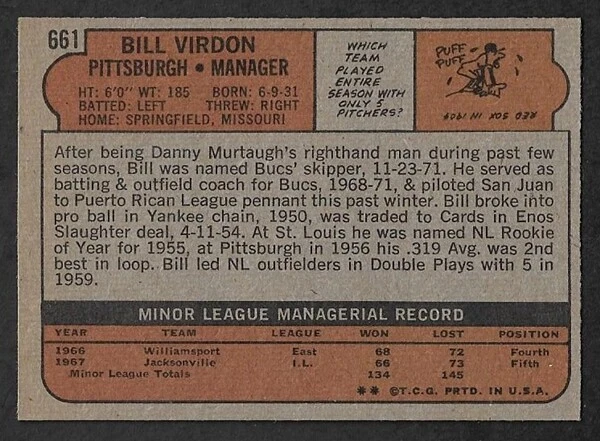 661
BILL VIRDON
PITTSBURGH • MANAGER
HT: 6'0" WT: 185 BORN: 6-9-31
BATTED: LEFT THREW: RIGHT
HOME: SPRINGFIELD, MISSOURI
WHICH
TEAM
PLAYED
ENTIRE
SEASON WITH
ONLY 5
PITCHERS?
PUFF
PUFF
RED SOX IN 1904
After being Danny Murtaugh's righthand man during past few
seasons, Bill was named Bucs' skipper, 11-23-71. He served as
batting & outfield coach for Bucs, 1968-71, & piloted San Juan
to Puerto Rican League pennant this past winter. Bill broke into
pro ball in Yankee chain, 1950, was traded to Cards in Enos
Slaughter deal, 4-11-54. At St. Louis he was named NL Rookie
of Year for 1955, at Pittsburgh in 1956 his .319 Avg. was 2nd
best in loop. Bill led NL outfielders in Double Plays with 5 in
1959.
MINOR LEAGUE MANAGERIAL RECORD
YEAR TEAM LEAGUE WON LOST POSITION
1966 Williamsport East 68 72 Fourth
1967 Jacksonville I.L. 66 73 Fifth
Minor League Totals 134 145
** ©T.C.G. PRTD. IN U.S.A.